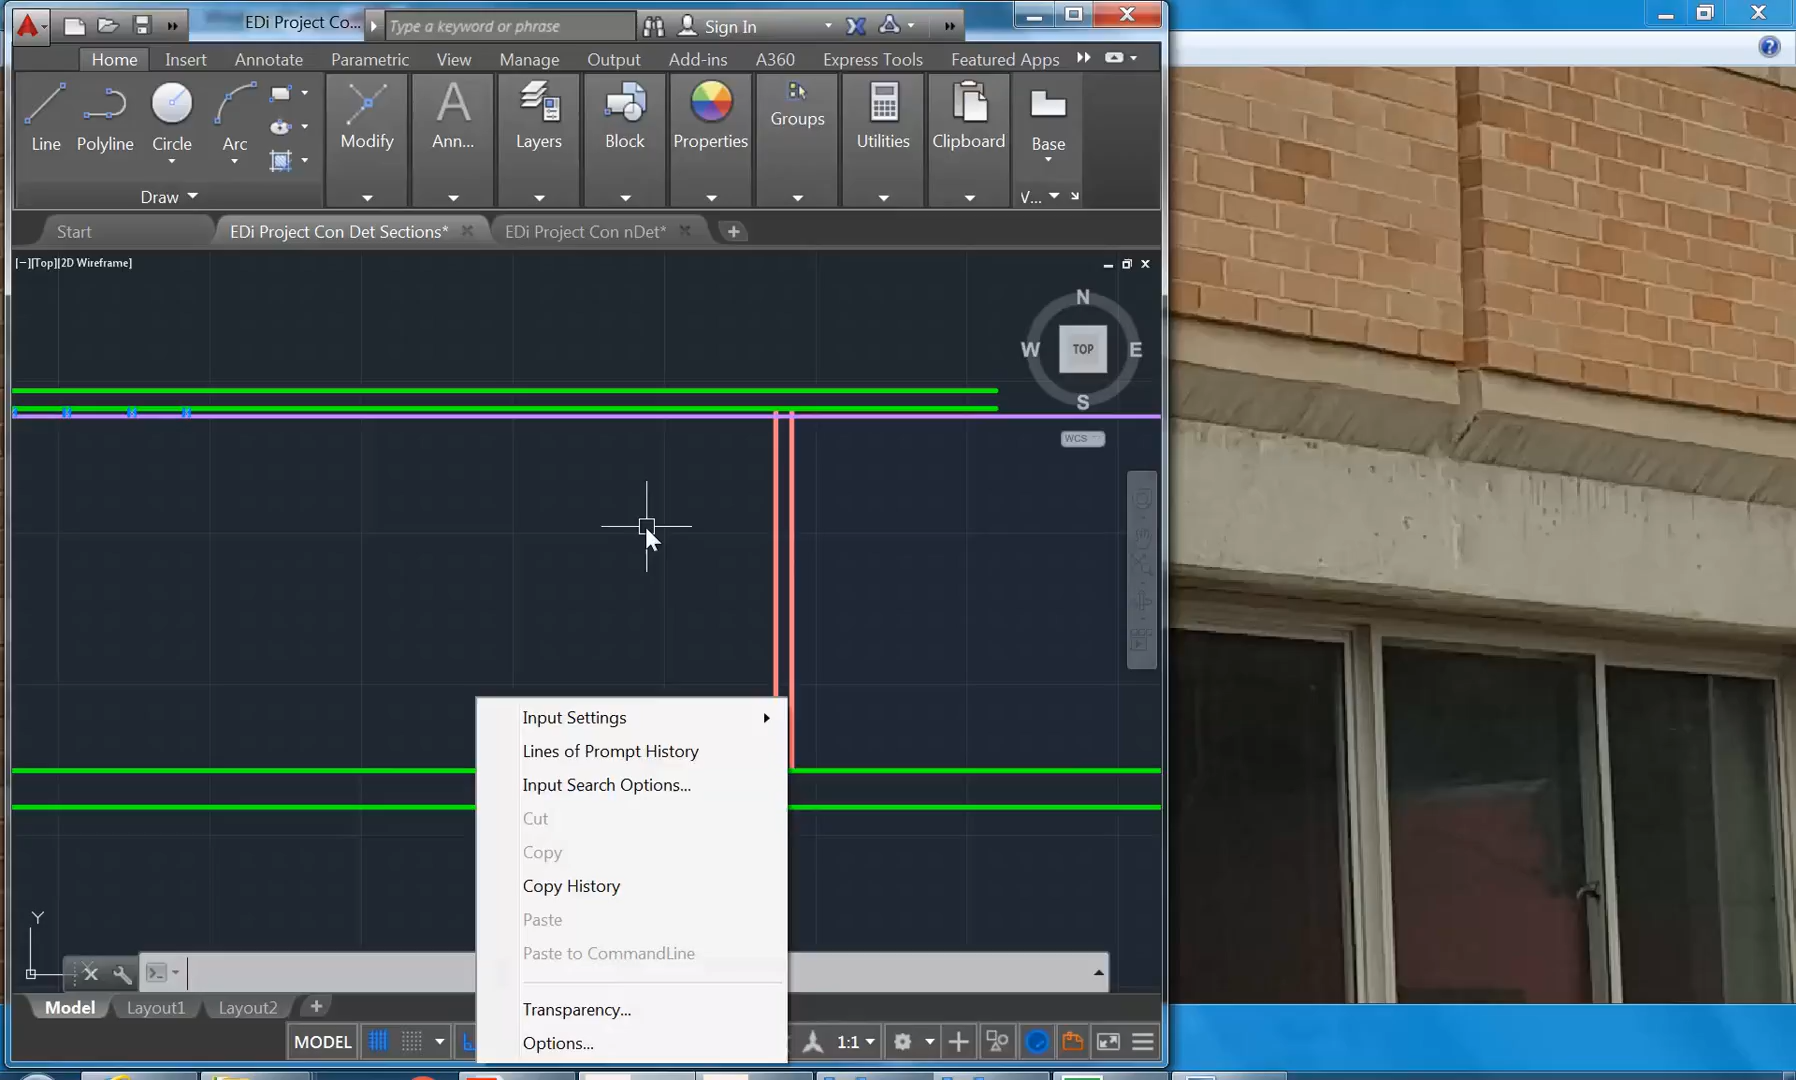 EDi Project Co...
Type a keyword or phrase
Sign In
Home Insert Annotate Parametric View Manage Output Add-ins A360 Express Tools Featured Apps
Line Polyline Circle Arc Modify Ann... Layers Block Properties Groups Utilities Clipboard Base
Draw V...
Start EDi Project Con Det Sections* EDi Project Con nDet*
[−][Top][2D Wireframe]
N
W TOP E
S
WCS
Input Settings
Lines of Prompt History
Input Search Options...
Cut
Copy
Copy History
Paste
Paste to CommandLine
Transparency...
Options...
Y
Model Layout1 Layout2
MODEL 1:1